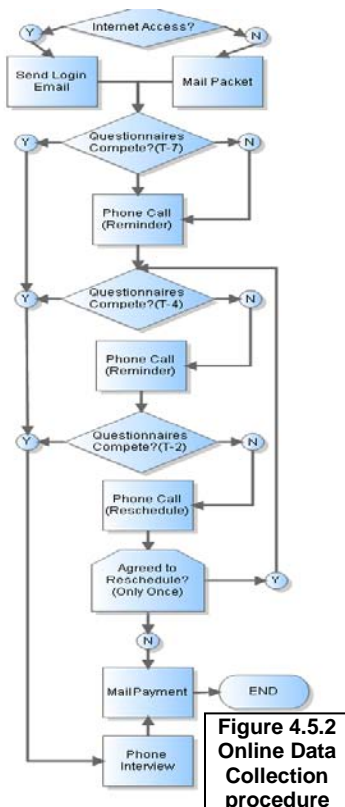 Internet Access?
Y
N
Send Login
Email
Mail Packet
Questionnaires
Compete?(T-7)
Y
N
Phone Call
(Reminder)
Questionnaires
Compete?(T-4)
Y
N
Phone Call
(Reminder)
Questionnaires
Compete?(T-2)
Y
N
Phone Call
(Reschedule)
Agreed to
Reschedule?
(Only Once)
Y
N
Mail Payment
END
Phone
Interview
Figure 4.5.2
Online Data
Collection
procedure